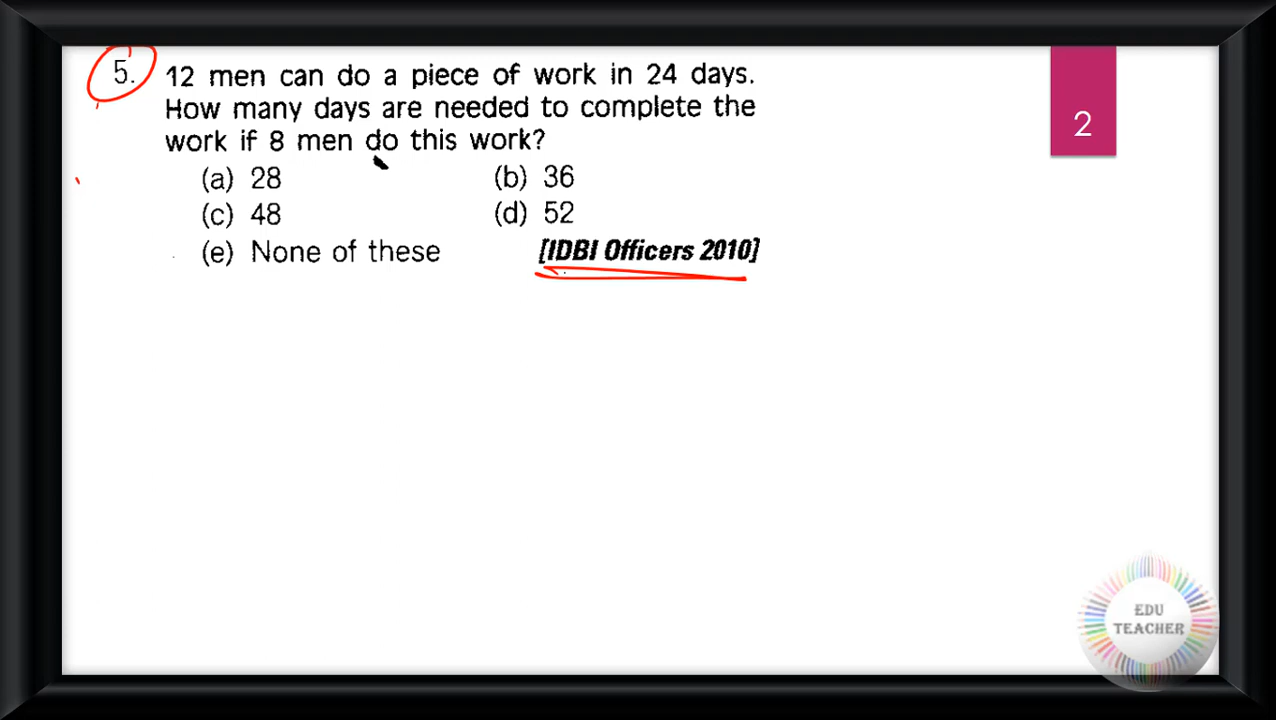 5. 12 men can do a piece of work in 24 days.
How many days are needed to complete the
work if 8 men do this work?
(a) 28 (b) 36
(c) 48 (d) 52
(e) None of these [IDBI Officers 2010]
2
EDU
TEACHER